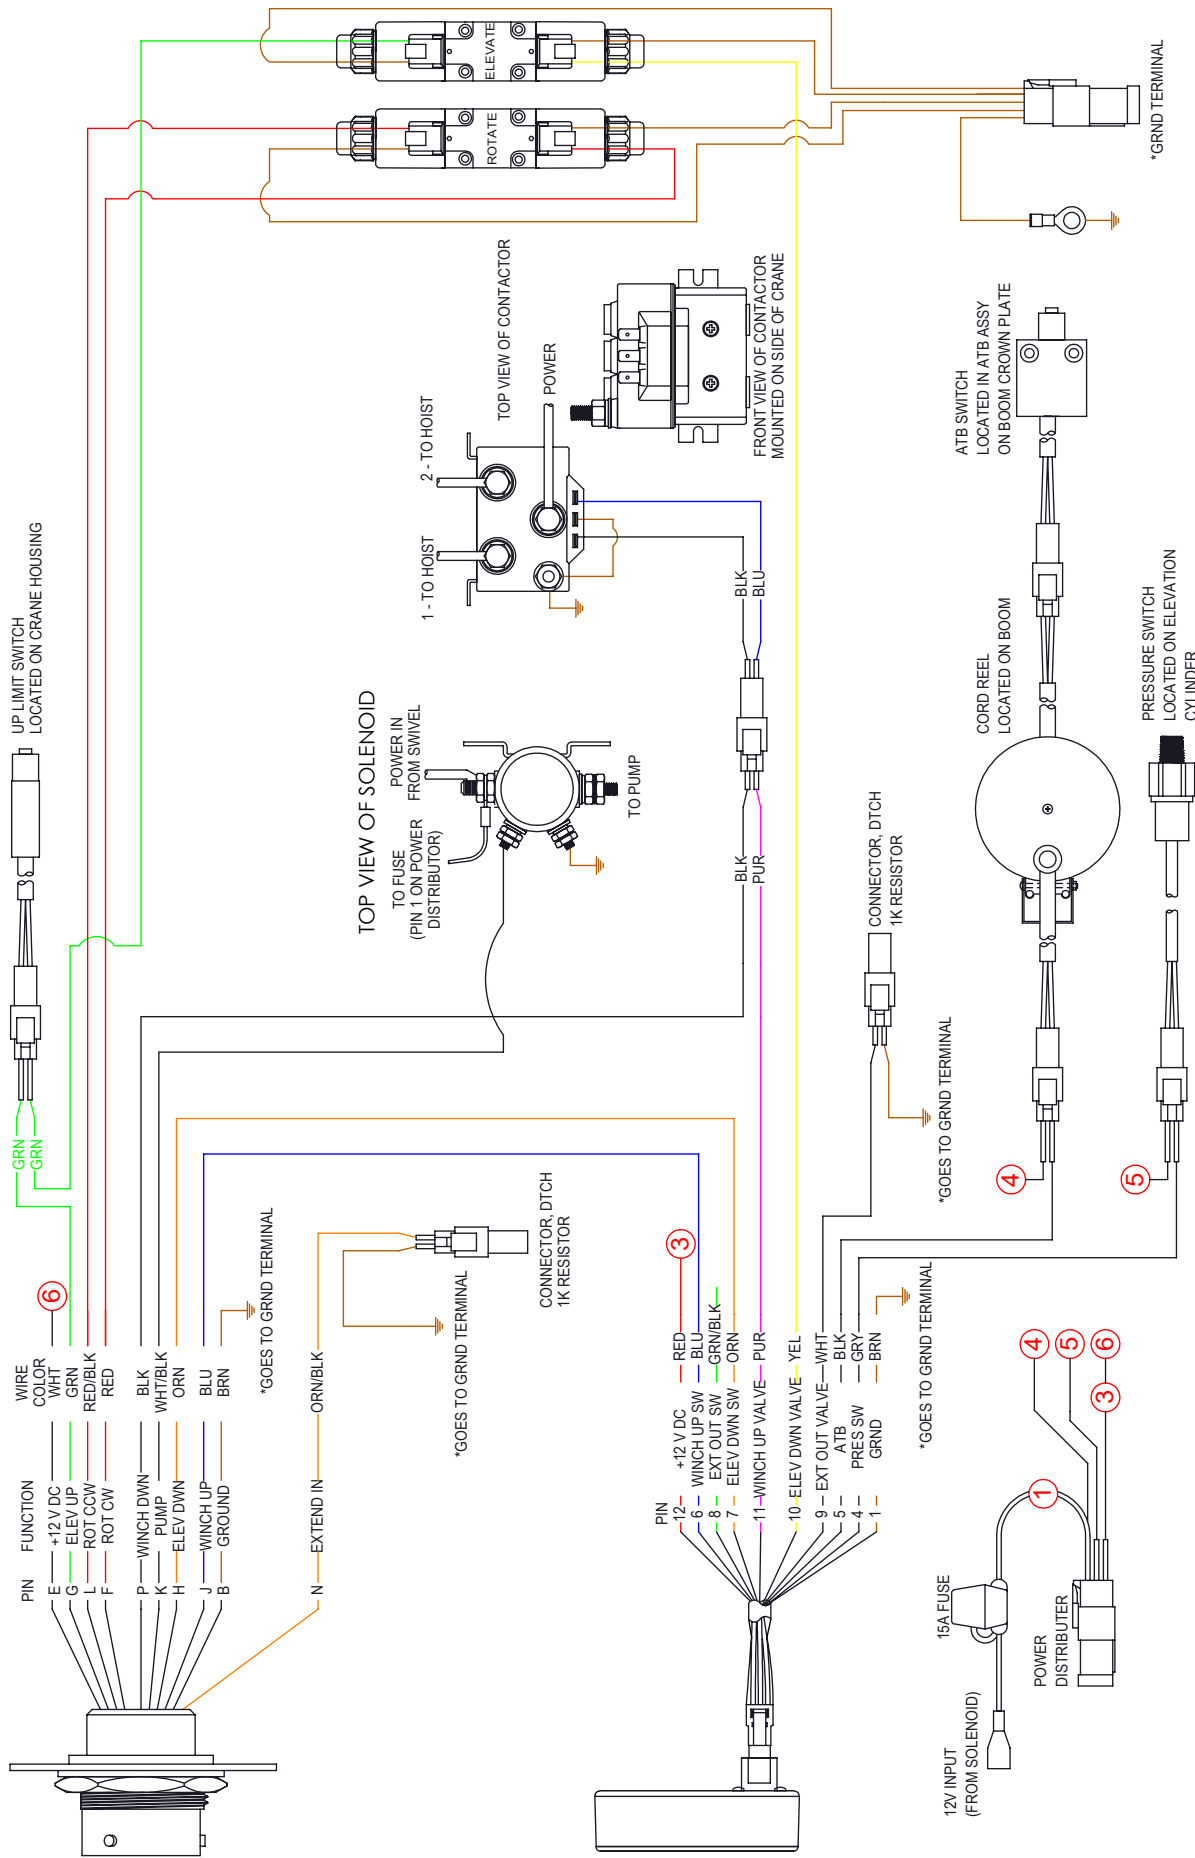 UP LIMIT SWITCH
LOCATED ON CRANE HOUSING
GRN
GRN
ELEVATE
ROTATE
*GRND TERMINAL
TOP VIEW OF CONTACTOR
1 - TO HOIST
2 - TO HOIST
POWER
FRONT VIEW OF CONTACTOR
MOUNTED ON SIDE OF CRANE
TOP VIEW OF SOLENOID
TO FUSE
(PIN 1 ON POWER
DISTRIBUTOR)
POWER IN
FROM SWIVEL
TO PUMP
BLK
BLU
BLK
PUR
ATB SWITCH
LOCATED IN ATB ASSY
ON BOOM CROWN PLATE
CORD REEL
LOCATED ON BOOM
PRESSURE SWITCH
LOCATED ON ELEVATION
CYLINDER
CONNECTOR, DTCH
1K RESISTOR
*GOES TO GRND TERMINAL
4
5
PIN FUNCTION WIRE
COLOR
E +12 V DC WHT 6
G ELEV UP GRN
L ROT CCW RED/BLK
F ROT CW RED
P WINCH DWN BLK
K PUMP WHT/BLK
H ELEV DWN ORN
J WINCH UP BLU
B GROUND BRN
*GOES TO GRND TERMINAL
N EXTEND IN ORN/BLK
*GOES TO GRND TERMINAL
CONNECTOR, DTCH
1K RESISTOR
PIN
12 +12 V DC RED 3
6 WINCH UP SW BLU
8 EXT OUT SW GRN/BLK
7 ELEV DWN SW ORN
11 WINCH UP VALVE PUR
10 ELEV DWN VALVE YEL
9 EXT OUT VALVE WHT
5 ATB BLK
4 PRES SW GRY
1 GRND BRN
*GOES TO GRND TERMINAL
15A FUSE
12V INPUT
(FROM SOLENOID)
POWER
DISTRIBUTER
1
4
5
3 6